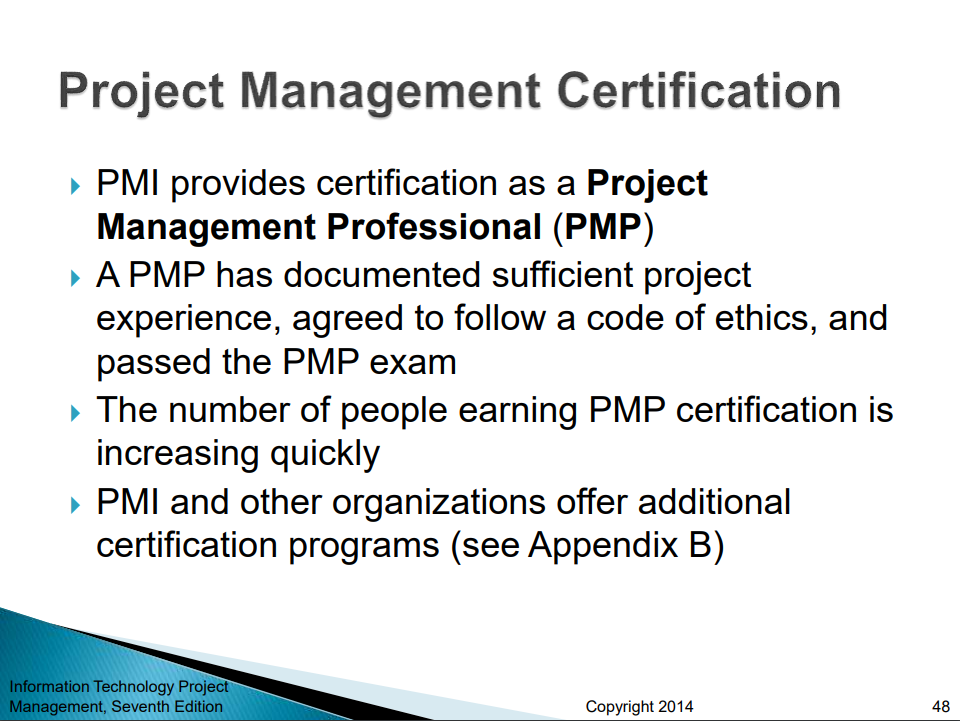 Project Management Certification
PMI provides certification as a Project
Management Professional (PMP)
A PMP has documented sufficient project
experience, agreed to follow a code of ethics, and
passed the PMP exam
The number of people earning PMP certification is
increasing quickly
PMI and other organizations offer additional
certification programs (see Appendix B)
Information Technology Project
Management, Seventh Edition
Copyright 2014
48